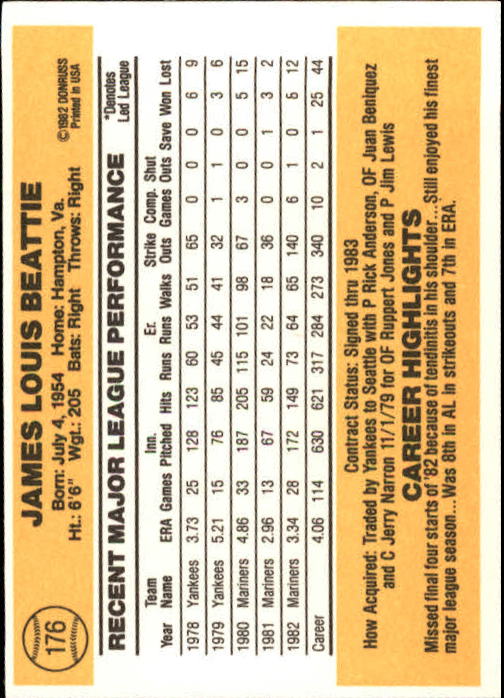 176
JAMES LOUIS BEATTIE
Born: July 4, 1954 Home: Hampton, Va.
Ht.: 6'6" Wgt.: 205 Bats: Right Throws: Right
©1982 DONRUSS
Printed in USA
RECENT MAJOR LEAGUE PERFORMANCE
*Denotes
Led League
Team Inn. Er. Strike Comp. Shut
Year Name ERA Games Pitched Hits Runs Runs Walks Outs Games Outs Save Won Lost
1978 Yankees 3.73 25 128 123 60 53 51 65 0 0 0 6 9
1979 Yankees 5.21 15 76 85 45 44 41 32 1 1 0 3 6
1980 Mariners 4.86 33 187 205 115 101 98 67 3 0 0 5 15
1981 Mariners 2.96 13 67 59 24 22 18 36 0 0 1 3 2
1982 Mariners 3.34 28 172 149 73 64 65 140 6 1 0 6 12
Career 4.06 114 630 621 317 284 273 340 10 2 1 25 44
Contract Status: Signed thru 1983
How Acquired: Traded by Yankees to Seattle with P Rick Anderson, OF Juan Beniquez
and C Jerry Narron 11/1/79 for OF Ruppert Jones and P Jim Lewis
CAREER HIGHLIGHTS
Missed final four starts of '82 because of tendinitis in his shoulder...Still enjoyed his finest
major league season...Was 8th in AL in strikeouts and 7th in ERA.